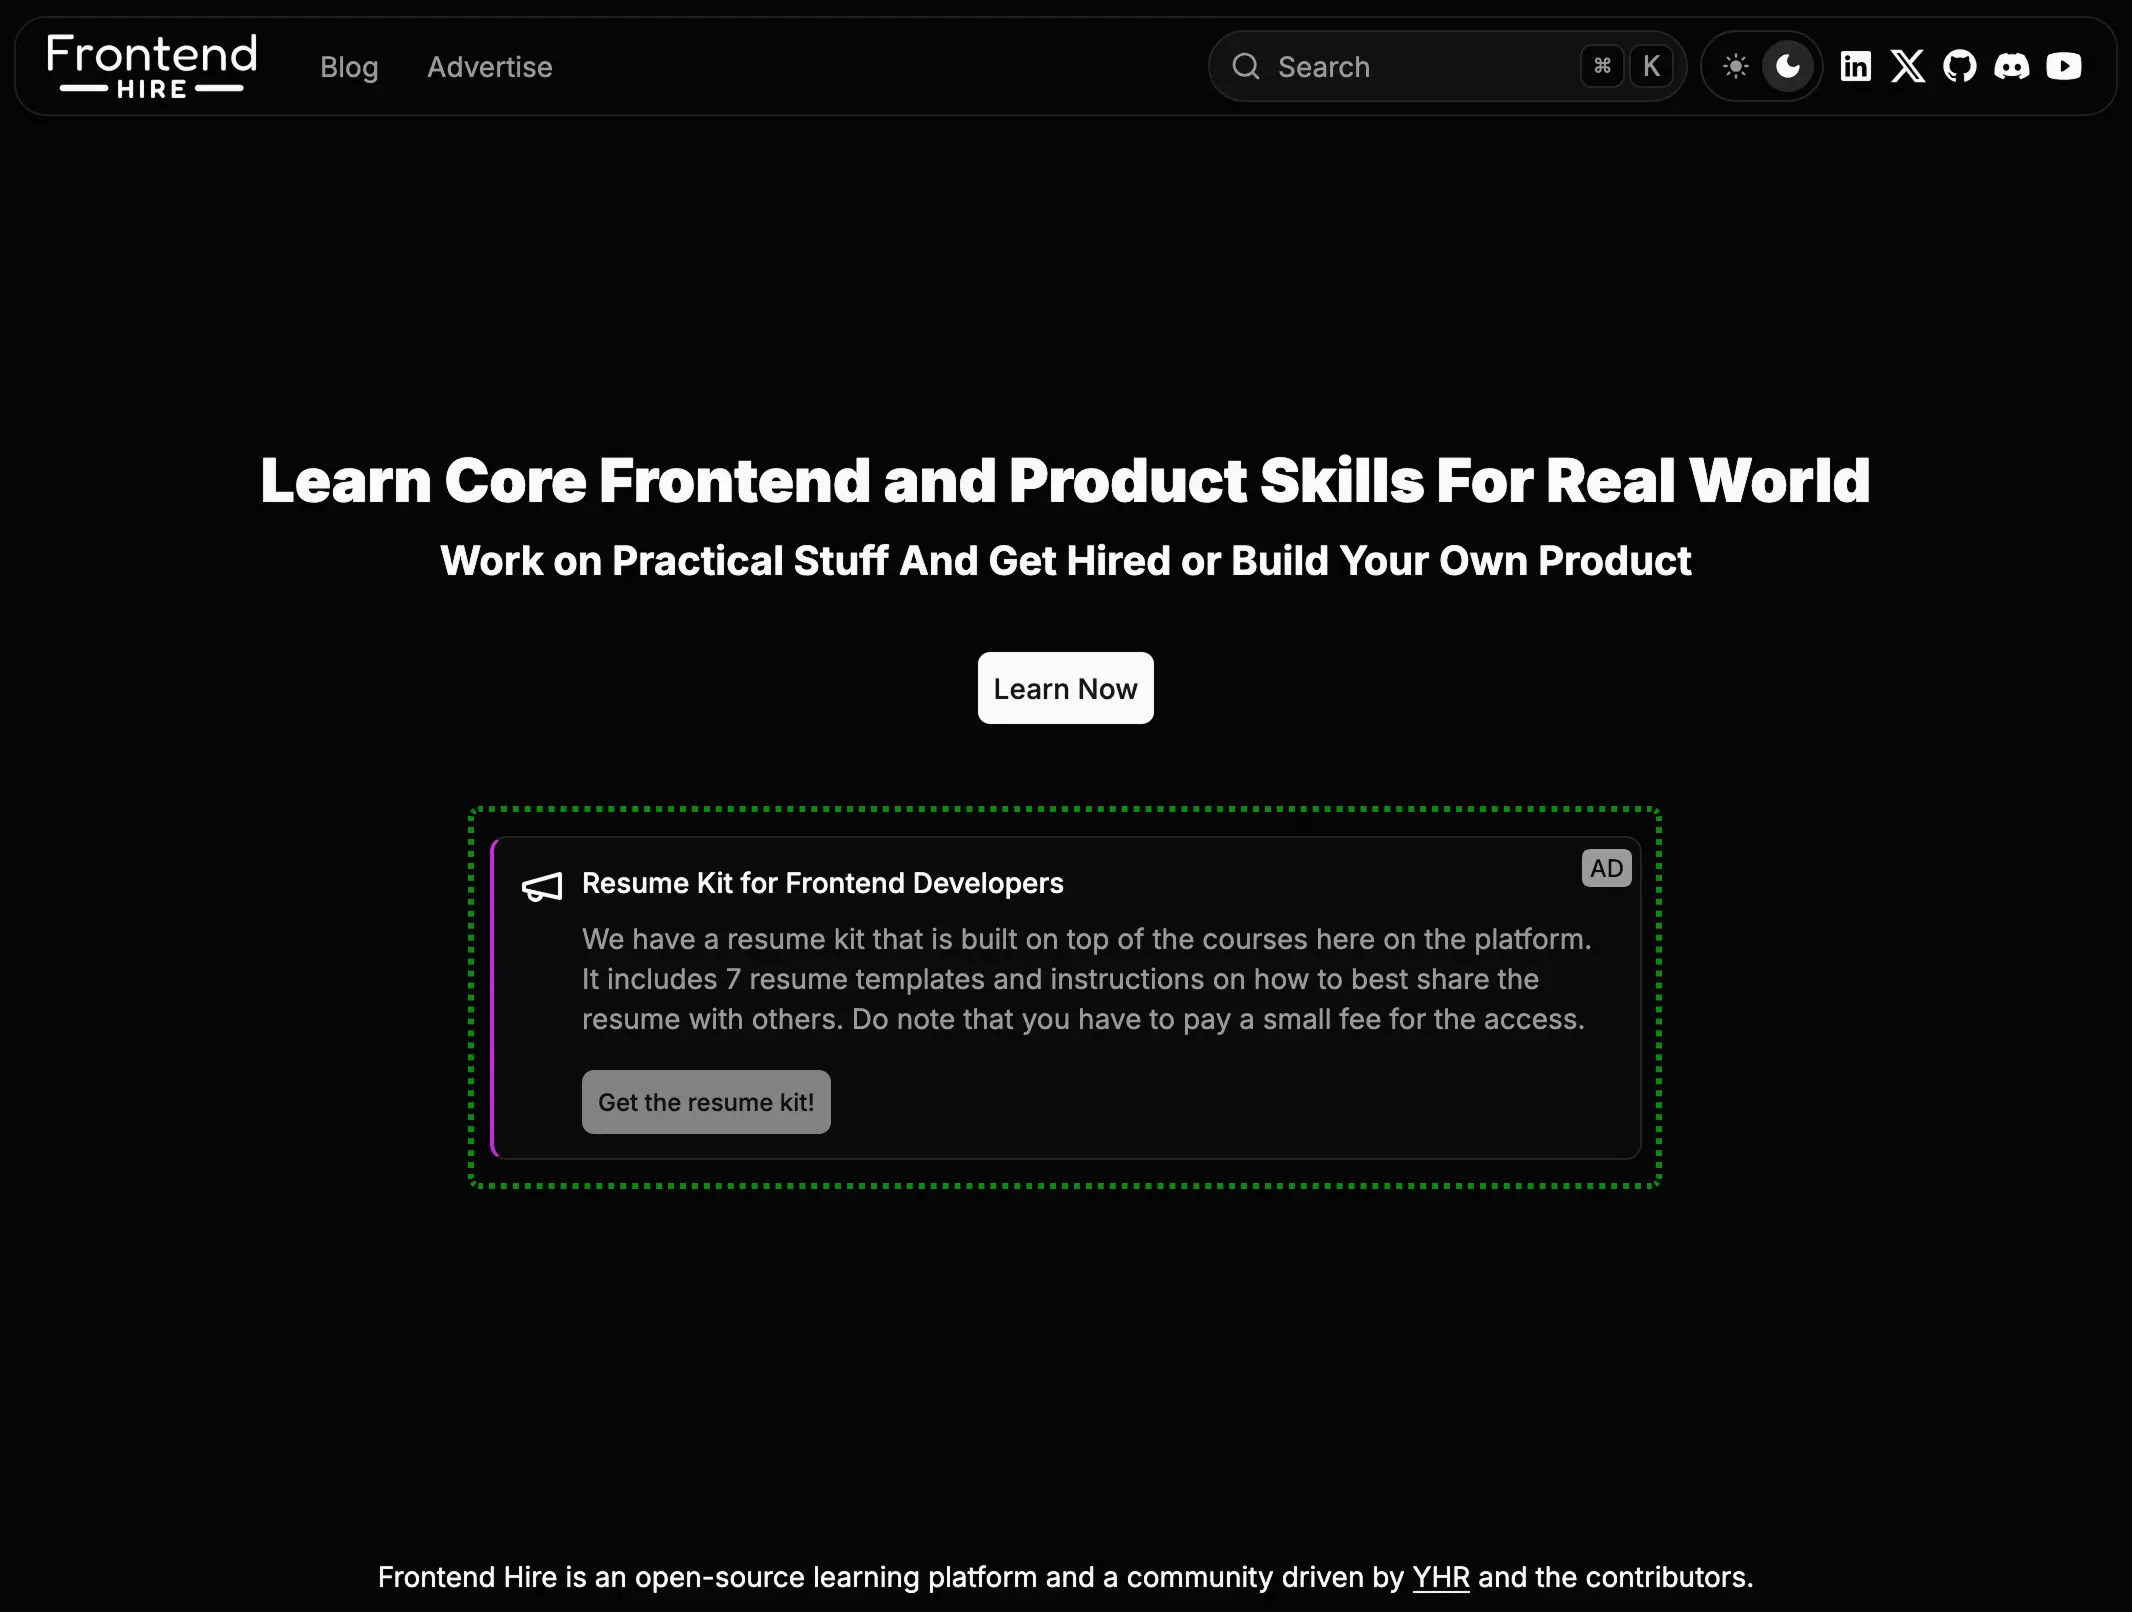 Frontend
HIRE
Blog
Advertise
Search
⌘ K
Learn Core Frontend and Product Skills For Real World
Work on Practical Stuff And Get Hired or Build Your Own Product
Learn Now
AD
Resume Kit for Frontend Developers
We have a resume kit that is built on top of the courses here on the platform.
It includes 7 resume templates and instructions on how to best share the
resume with others. Do note that you have to pay a small fee for the access.
Get the resume kit!
Frontend Hire is an open-source learning platform and a community driven by YHR and the contributors.